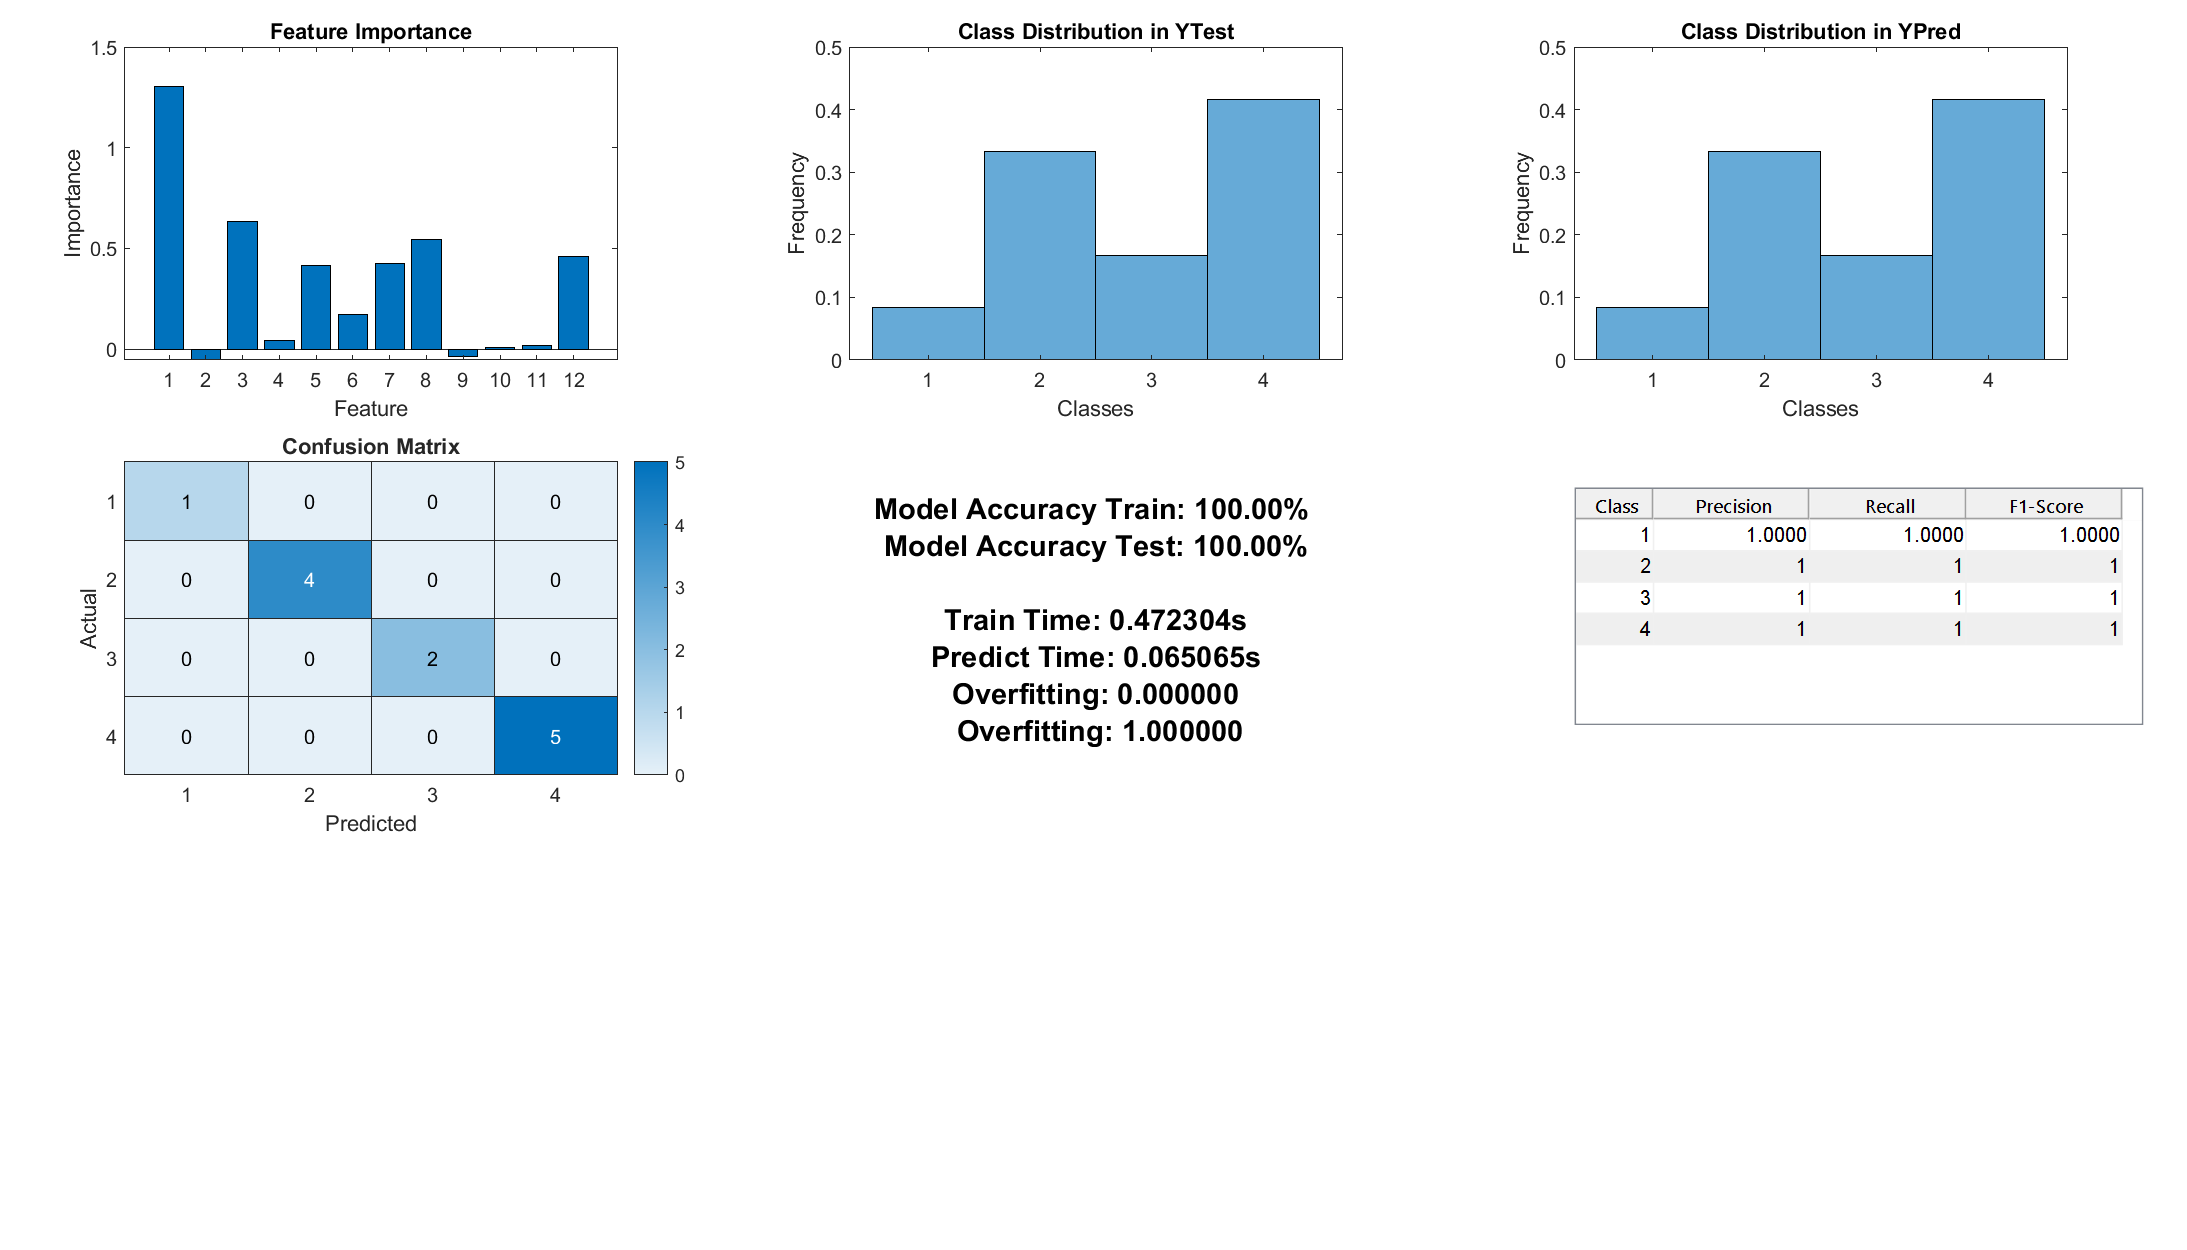 Feature Importance
1.5
1
0.5
0
Importance
1 2 3 4 5 6 7 8 9 10 11 12
Feature
Class Distribution in YTest
0.5
0.4
0.3
0.2
0.1
0
Frequency
1 2 3 4
Classes
Class Distribution in YPred
0.5
0.4
0.3
0.2
0.1
0
Frequency
1 2 3 4
Classes
Confusion Matrix
Actual
1 1 0 0 0
2 0 4 0 0
3 0 0 2 0
4 0 0 0 5
1 2 3 4
Predicted
5
4
3
2
1
0
Model Accuracy Train: 100.00%
Model Accuracy Test: 100.00%
Train Time: 0.472304s
Predict Time: 0.065065s
Overfitting: 0.000000
Overfitting: 1.000000
Class Precision Recall F1-Score
1 1.0000 1.0000 1.0000
2 1 1 1
3 1 1 1
4 1 1 1